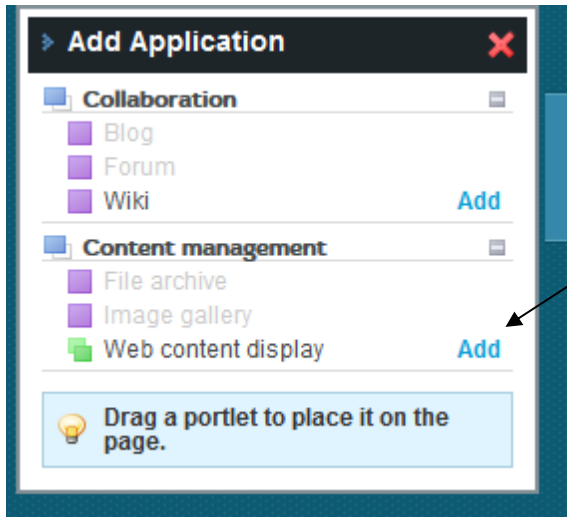 Add Application
Collaboration
Blog
Forum
Wiki Add
Content management
File archive
Image gallery
Web content display Add
Drag a portlet to place it on the
page.